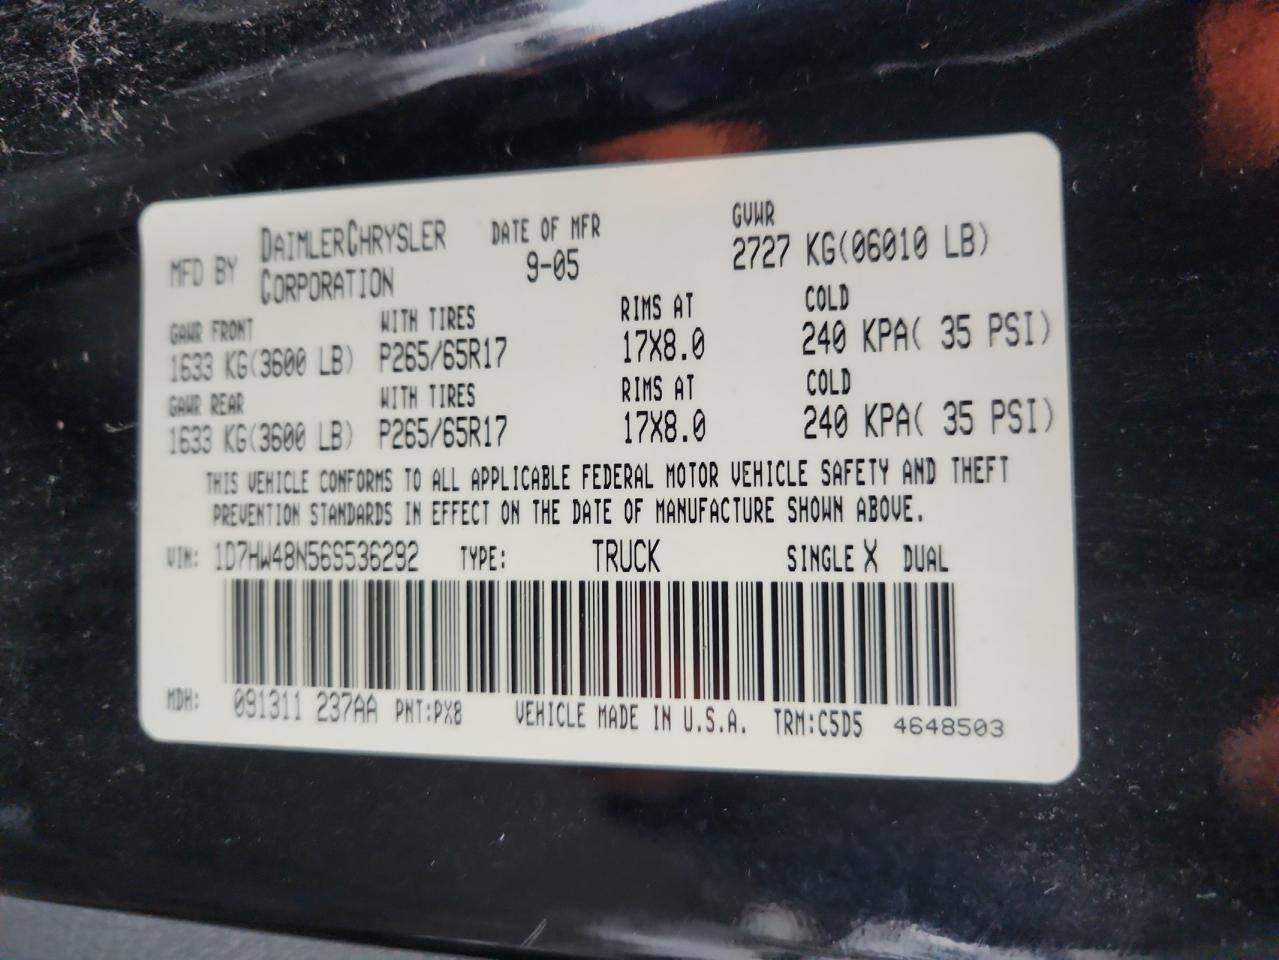 MFD BY DAIMLERCHRYSLER CORPORATION DATE OF MFR 9-05 GVWR 2727 KG(06010 LB)
GAWR FRONT WITH TIRES RIMS AT COLD
1633 KG(3600 LB) P265/65R17 17X8.0 240 KPA( 35 PSI)
GAWR REAR WITH TIRES RIMS AT COLD
1633 KG(3600 LB) P265/65R17 17X8.0 240 KPA( 35 PSI)
THIS VEHICLE CONFORMS TO ALL APPLICABLE FEDERAL MOTOR VEHICLE SAFETY AND THEFT
PREVENTION STANDARDS IN EFFECT ON THE DATE OF MANUFACTURE SHOWN ABOVE.
VIN: 1D7HW48N56S536292 TYPE: TRUCK SINGLE X DUAL
MDH: 091311 237AA PNT:PX8 VEHICLE MADE IN U.S.A. TRM:C5D5 4648503